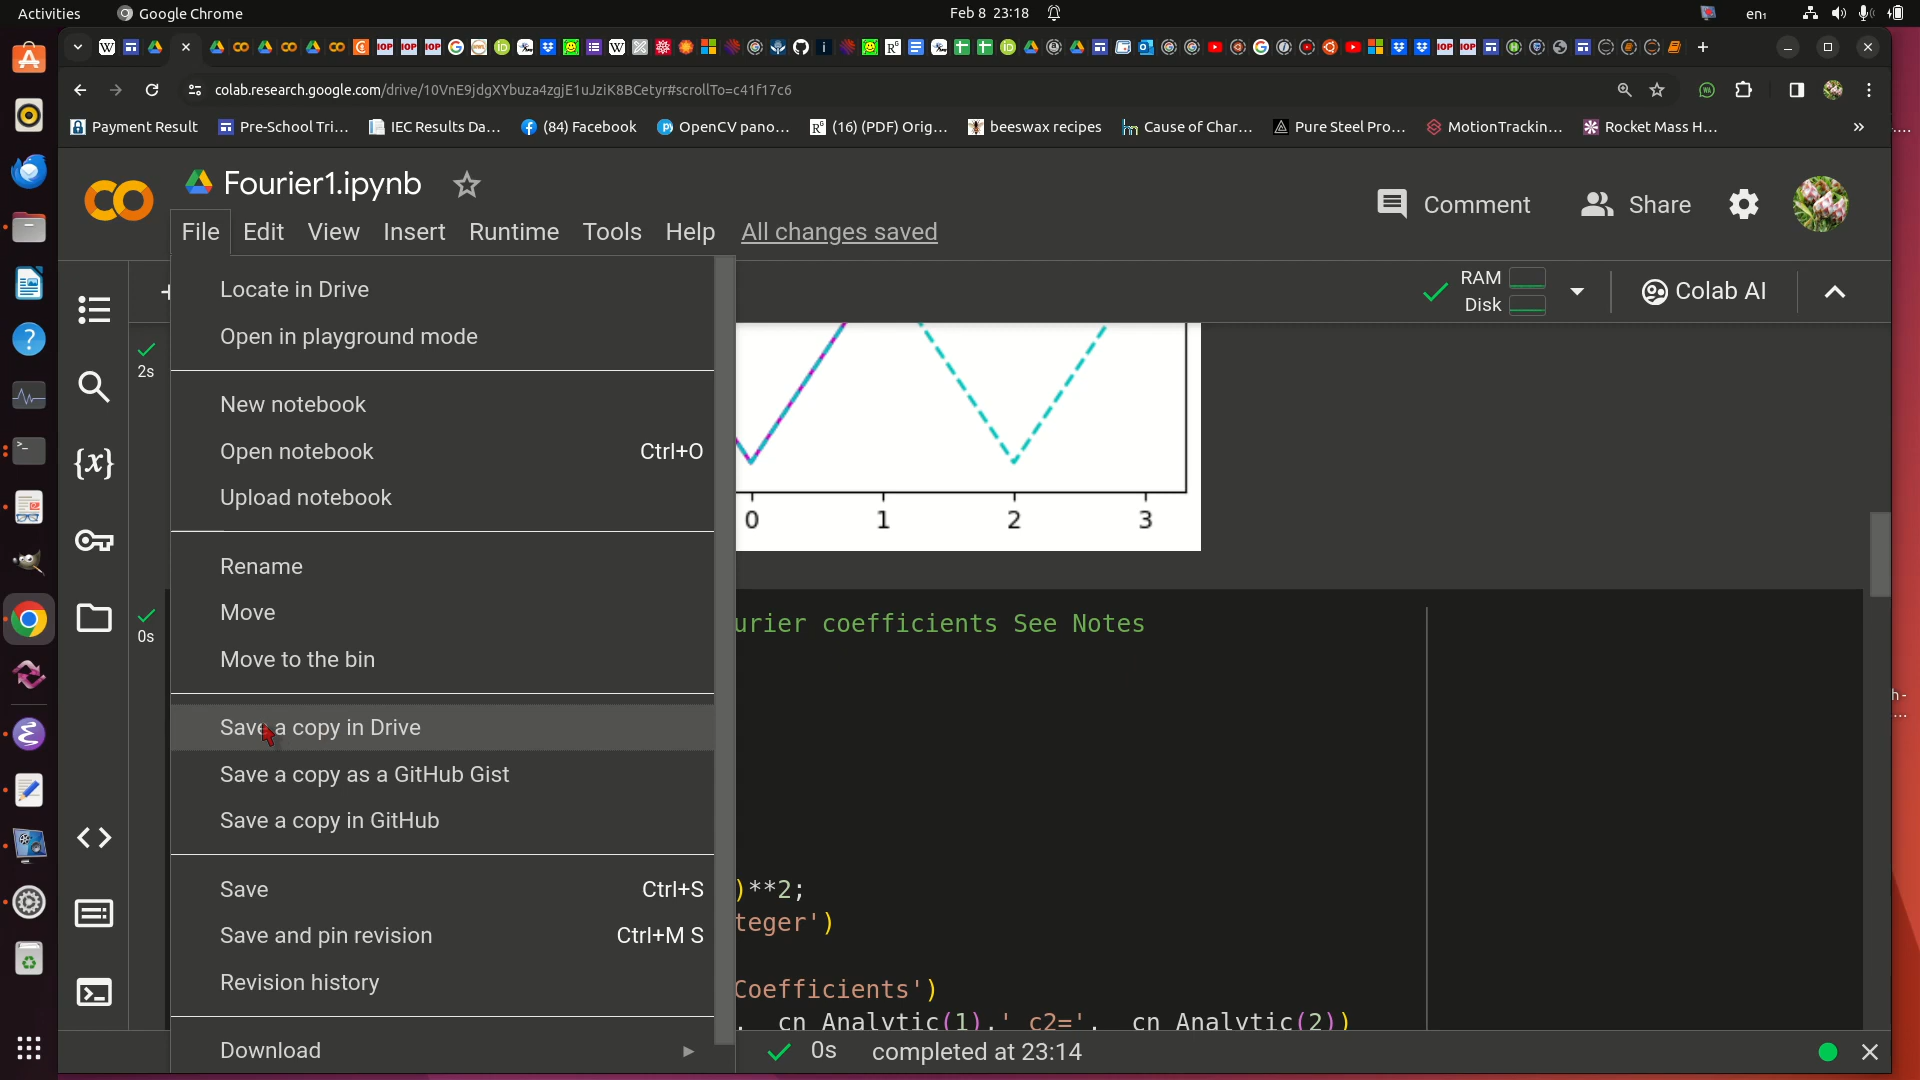 Activities Google Chrome Feb 8 23:18 en₁
colab.research.google.com/drive/10VnE9jdgXYbuza4zgjE1uJziK8BCetyr#scrollTo=c41f17c6
Payment Result Pre-School Tri... IEC Results Da... (84) Facebook OpenCV pano... (16) (PDF) Orig... beeswax recipes Cause of Char... Pure Steel Pro... MotionTrackin... Rocket Mass H... »
Fourier1.ipynb
Comment Share
File Edit View Insert Runtime Tools Help All changes saved
RAM
Disk
Colab AI
Locate in Drive
Open in playground mode
2s
New notebook
Open notebook Ctrl+O
Upload notebook
0 1 2 3
Rename
Move
Move to the bin
0s
urier coefficients See Notes
Save a copy in Drive
Save a copy as a GitHub Gist
Save a copy in GitHub
Save Ctrl+S
)**2;
teger')
Save and pin revision Ctrl+M S
Revision history
Coefficients')
cn_Analytic(1),' c2=', cn_Analytic(2))
Download
0s completed at 23:14